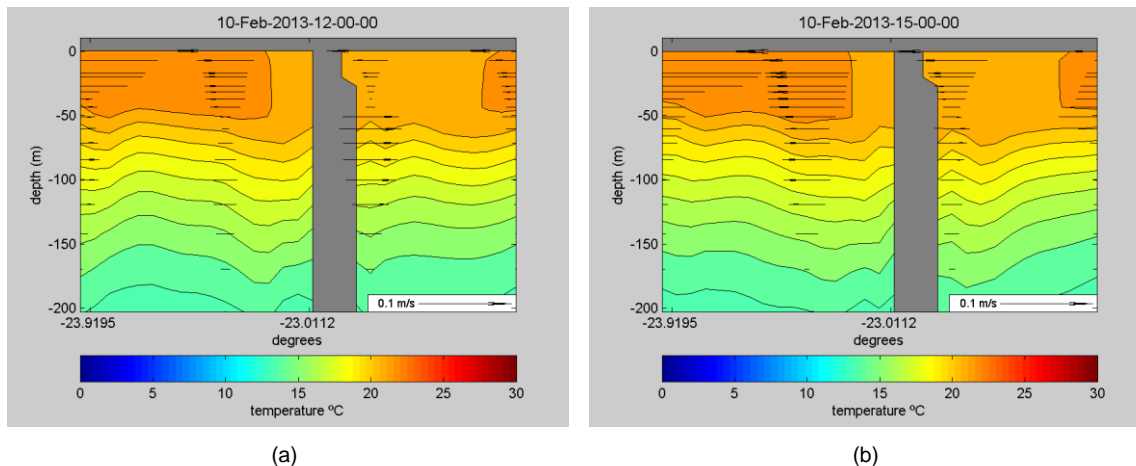 10-Feb-2013-12-00-00
0
-50
-100
-150
-200
depth (m)
0.1 m/s
-23.9195 -23.0112
degrees
0 5 10 15 20 25 30
temperature ºC
(a)
10-Feb-2013-15-00-00
0
-50
-100
-150
-200
depth (m)
0.1 m/s
-23.9195 -23.0112
degrees
0 5 10 15 20 25 30
temperature ºC
(b)